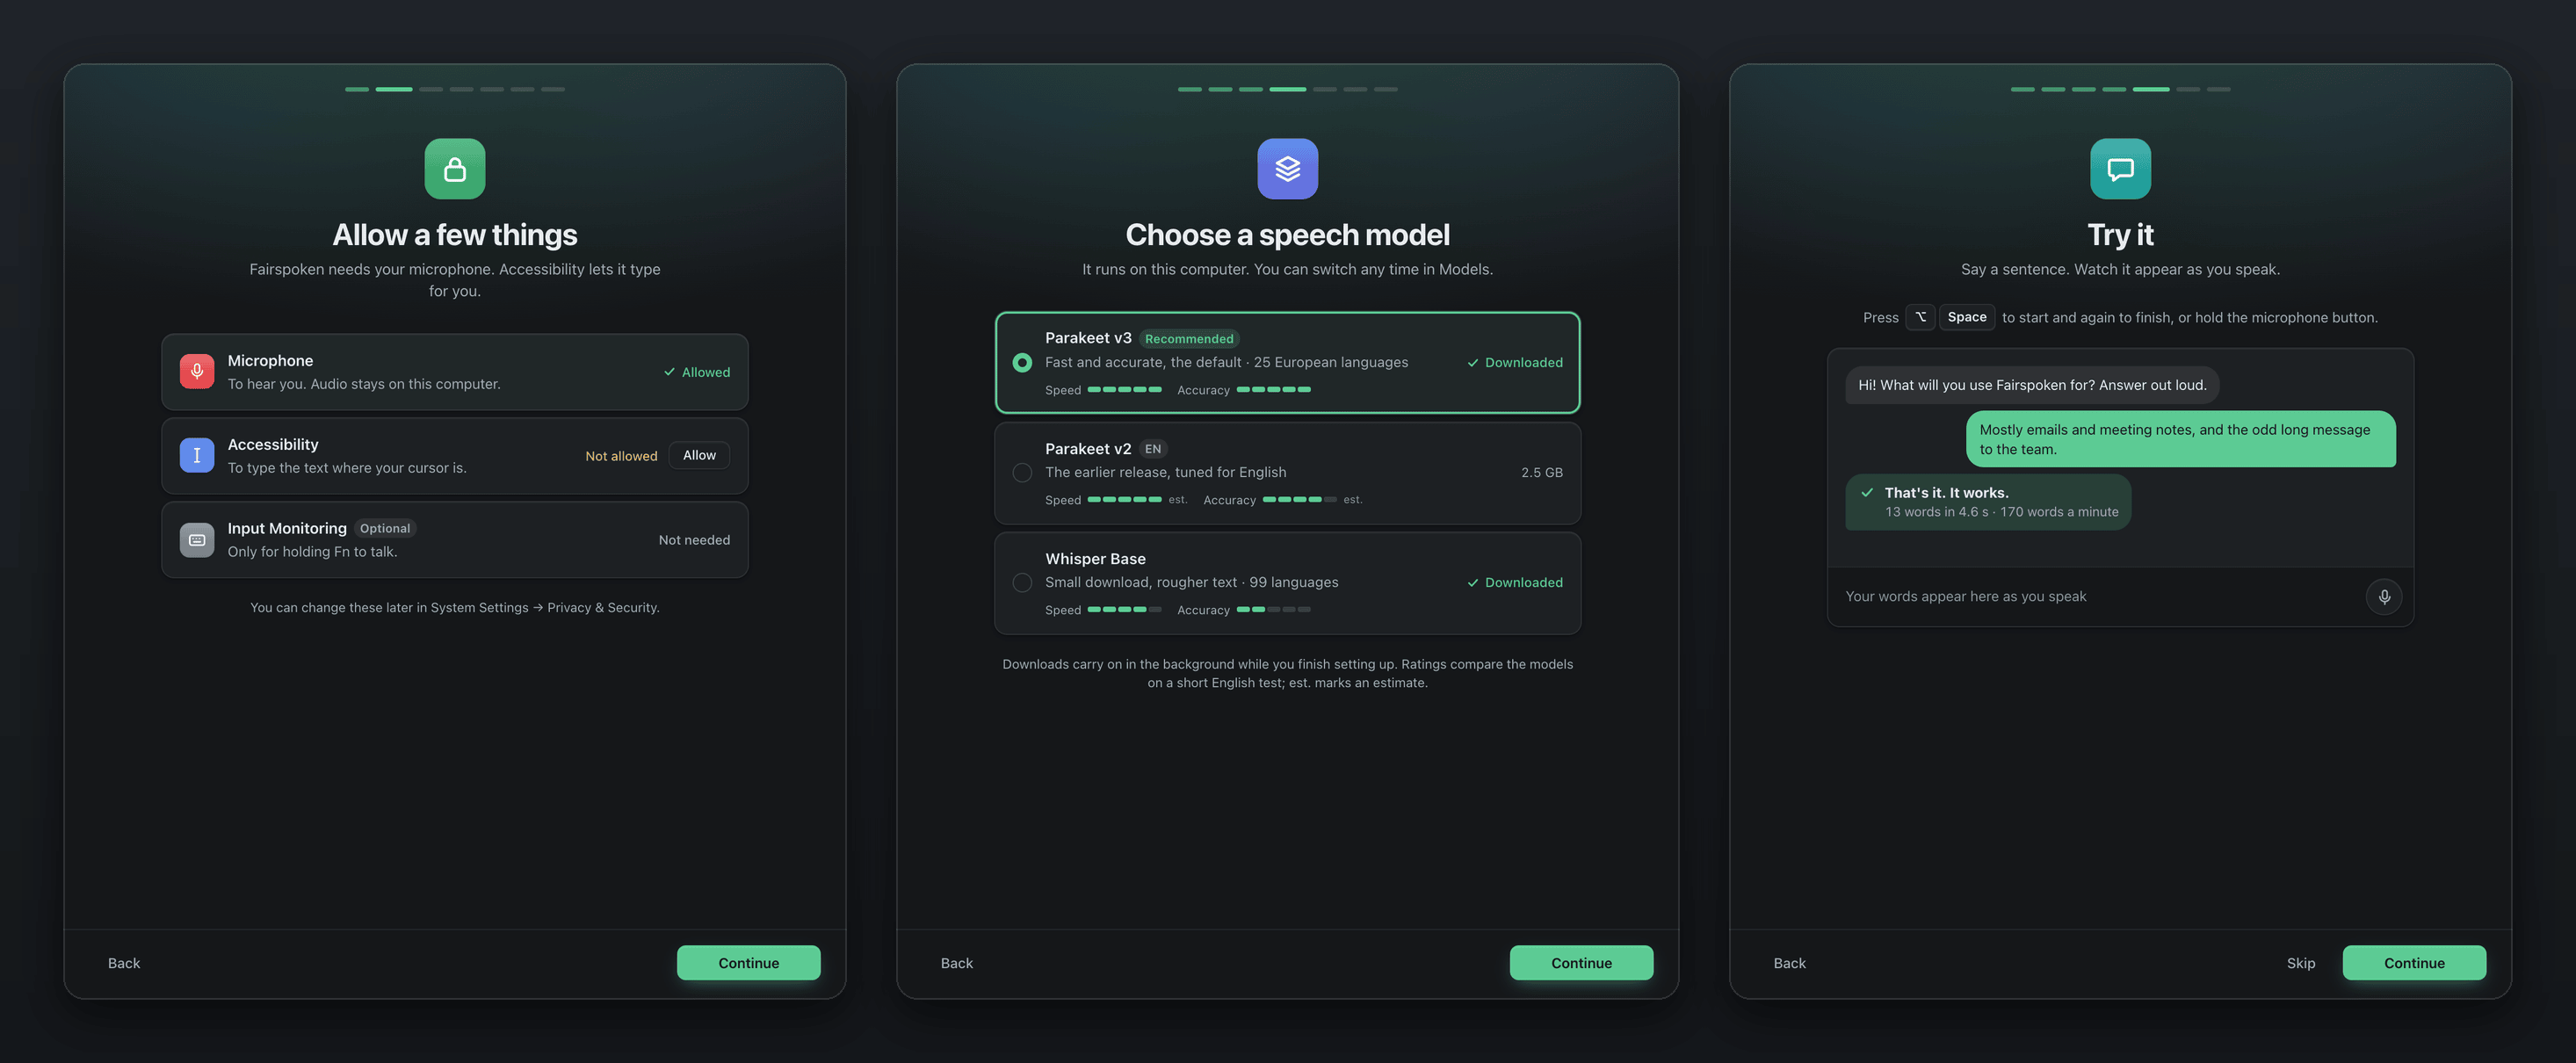 Allow a few things
Fairspoken needs your microphone. Accessibility lets it type
for you.
Microphone
To hear you. Audio stays on this computer.
✓ Allowed
Accessibility
To type the text where your cursor is.
Not allowed
Allow
Input Monitoring Optional
Only for holding Fn to talk.
Not needed
You can change these later in System Settings → Privacy & Security.
Back
Continue
Choose a speech model
It runs on this computer. You can switch any time in Models.
Parakeet v3 Recommended
Fast and accurate, the default · 25 European languages
✓ Downloaded
Speed Accuracy
Parakeet v2 EN
The earlier release, tuned for English
2.5 GB
Speed est. Accuracy est.
Whisper Base
Small download, rougher text · 99 languages
✓ Downloaded
Speed Accuracy
Downloads carry on in the background while you finish setting up. Ratings compare the models
on a short English test; est. marks an estimate.
Back
Continue
Try it
Say a sentence. Watch it appear as you speak.
Press ⌥ Space to start and again to finish, or hold the microphone button.
Hi! What will you use Fairspoken for? Answer out loud.
Mostly emails and meeting notes, and the odd long message
to the team.
✓ That's it. It works.
13 words in 4.6 s · 170 words a minute
Your words appear here as you speak
Back
Skip
Continue